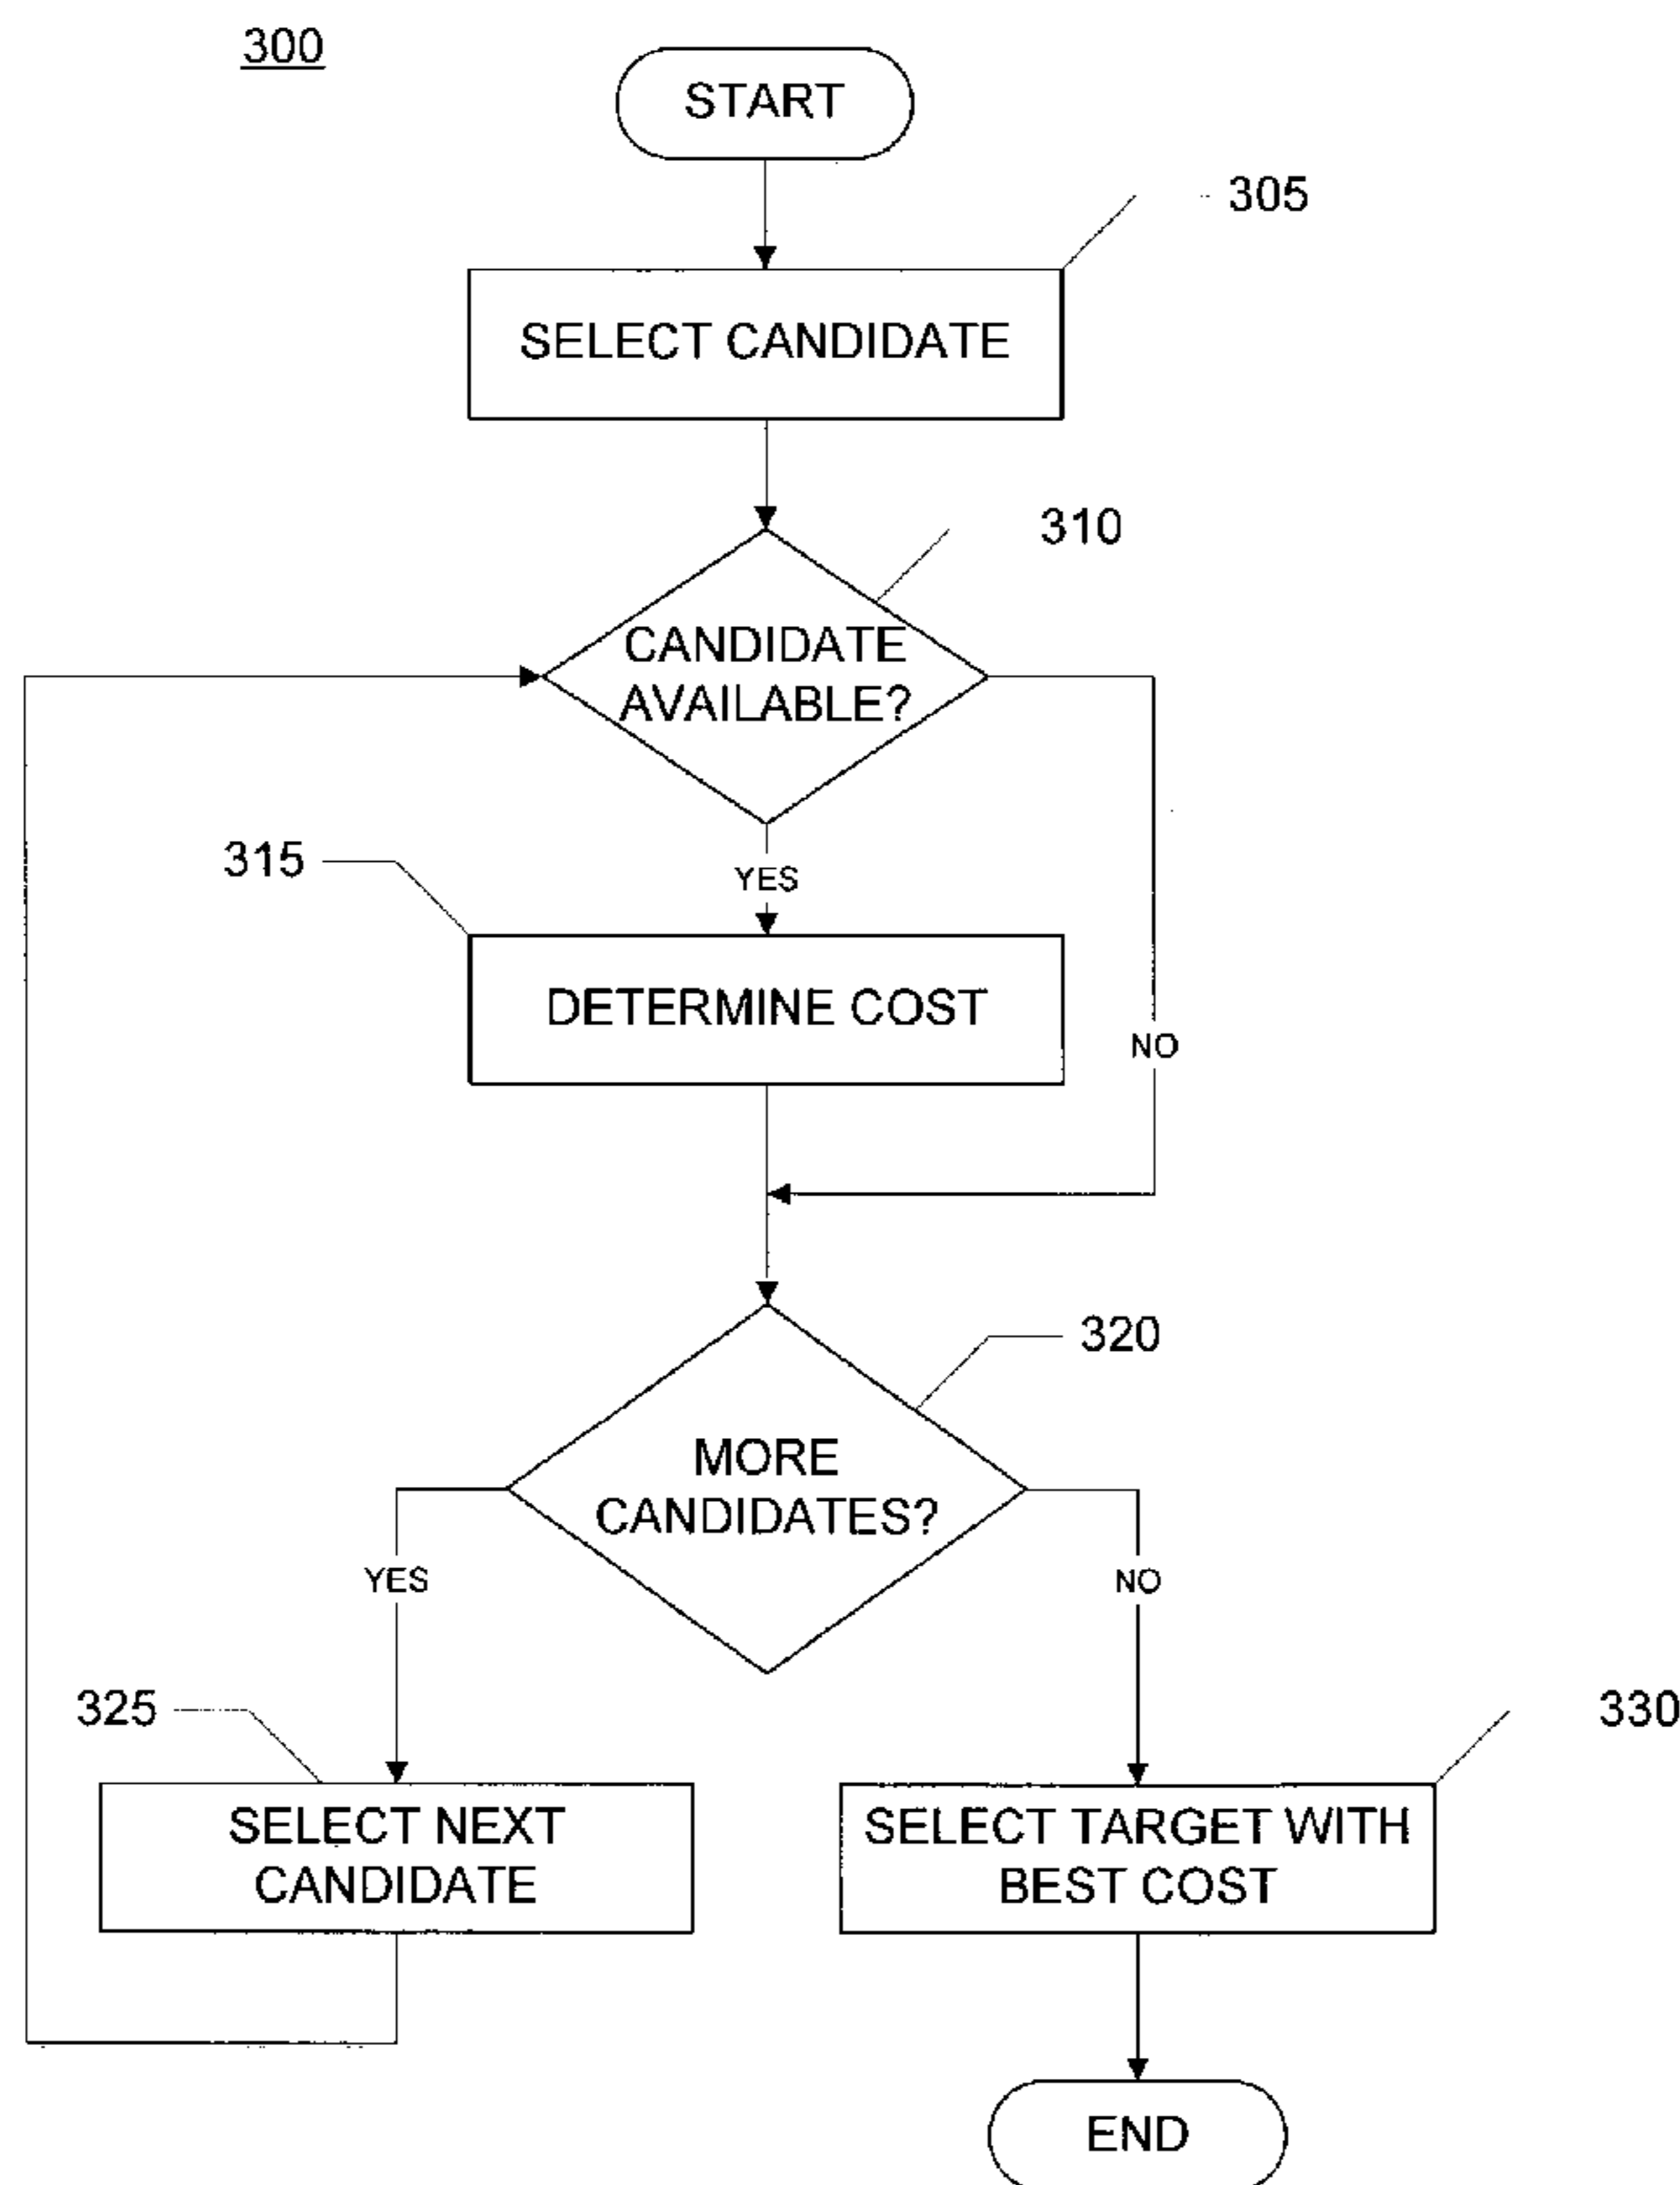 300
START
305
SELECT CANDIDATE
310
CANDIDATE
AVAILABLE?
315
YES
DETERMINE COST
NO
320
MORE
CANDIDATES?
YES
NO
325
330
SELECT NEXT
CANDIDATE
SELECT TARGET WITH
BEST COST
END